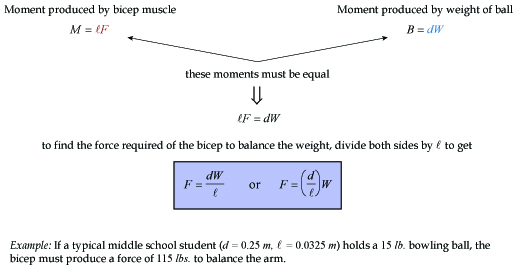 Moment produced by bicep muscle
Moment produced by weight of ball
M = ℓF
B = dW
these moments must be equal
ℓF = dW
to find the force required of the bicep to balance the weight, divide both sides by ℓ to get
F = dW/ℓ or F = (d/ℓ)W
Example: If a typical middle school student (d = 0.25 m, ℓ = 0.0325 m) holds a 15 lb. bowling ball, the
bicep must produce a force of 115 lbs. to balance the arm.